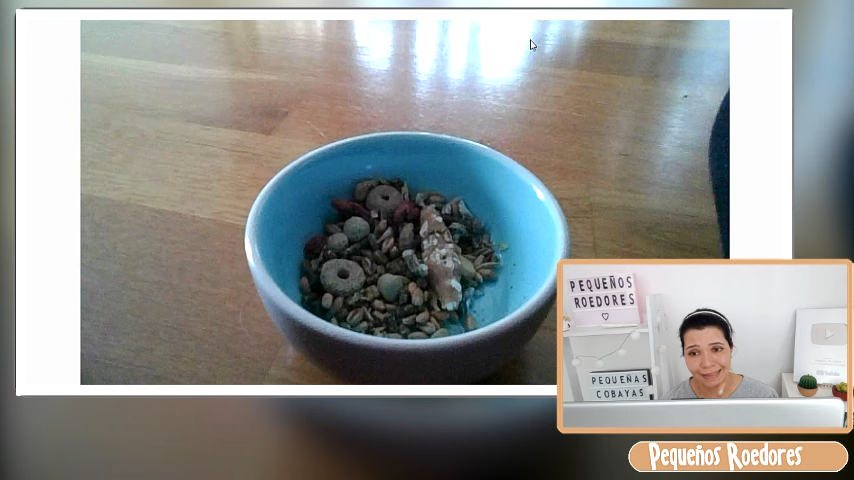 PEQUEÑOS
ROEDORES
PEQUEÑAS
COBAYAS
Pequeños Roedores